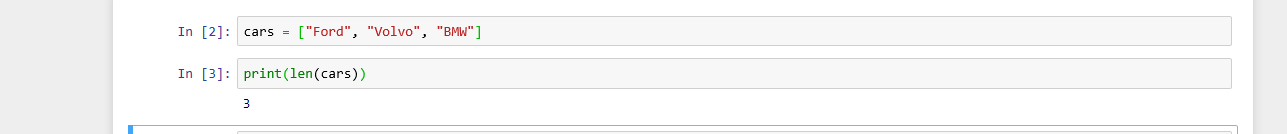 In [2]: cars = ["Ford", "Volvo", "BMW"]
In [3]: print(len(cars))
3